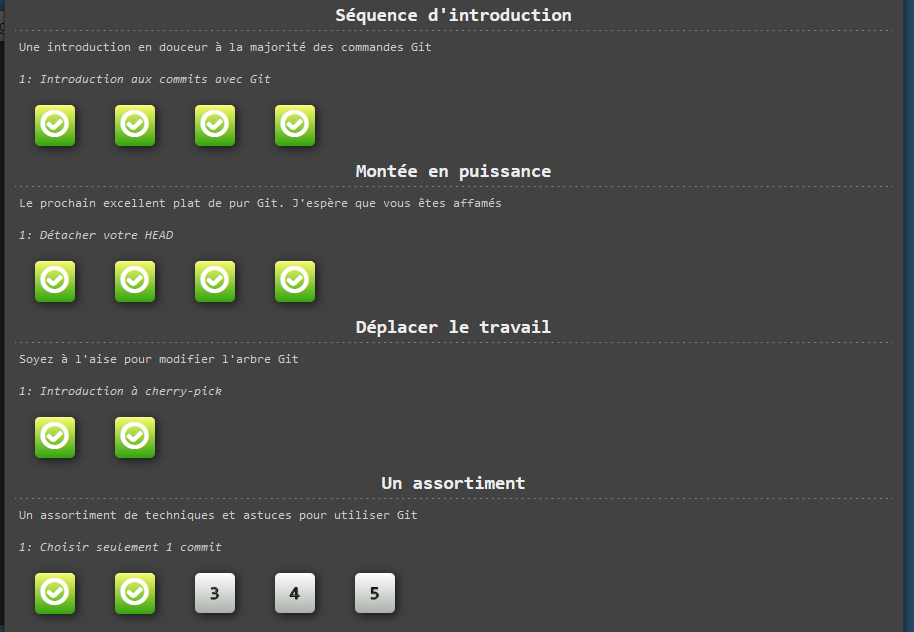 Séquence d'introduction
Une introduction en douceur à la majorité des commandes Git
1: Introduction aux commits avec Git
Montée en puissance
Le prochain excellent plat de pur Git. J'espère que vous êtes affamés
1: Détacher votre HEAD
Déplacer le travail
Soyez à l'aise pour modifier l'arbre Git
1: Introduction à cherry-pick
Un assortiment
Un assortiment de techniques et astuces pour utiliser Git
1: Choisir seulement 1 commit
3 4 5